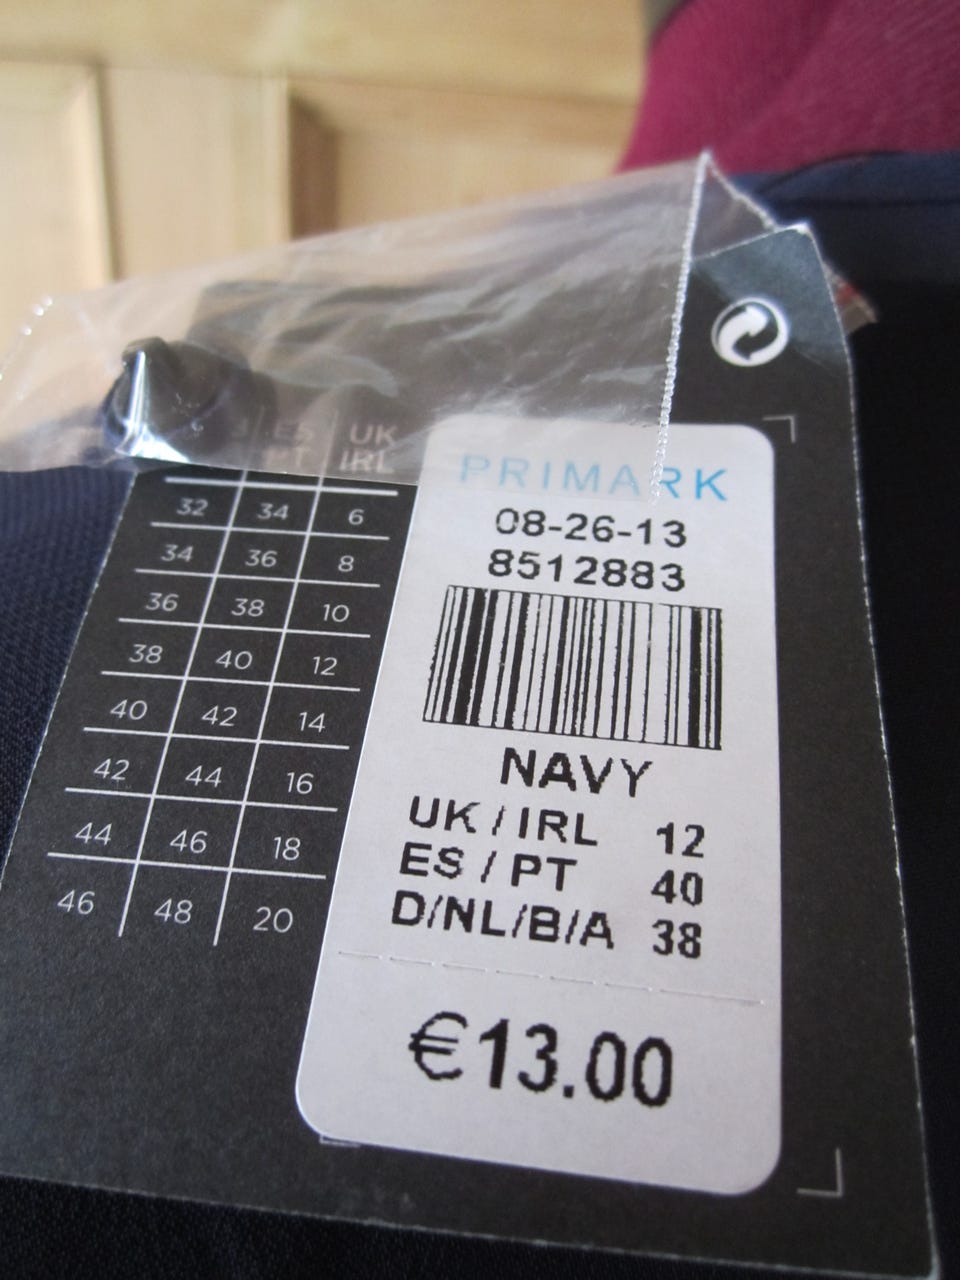 ES UK
PT IRL
32 34 6
34 36 8
36 38 10
38 40 12
40 42 14
42 44 16
44 46 18
46 48 20
PRIMARK
08-26-13
8512883
NAVY
UK / IRL 12
ES / PT 40
D/NL/B/A 38
€13.00